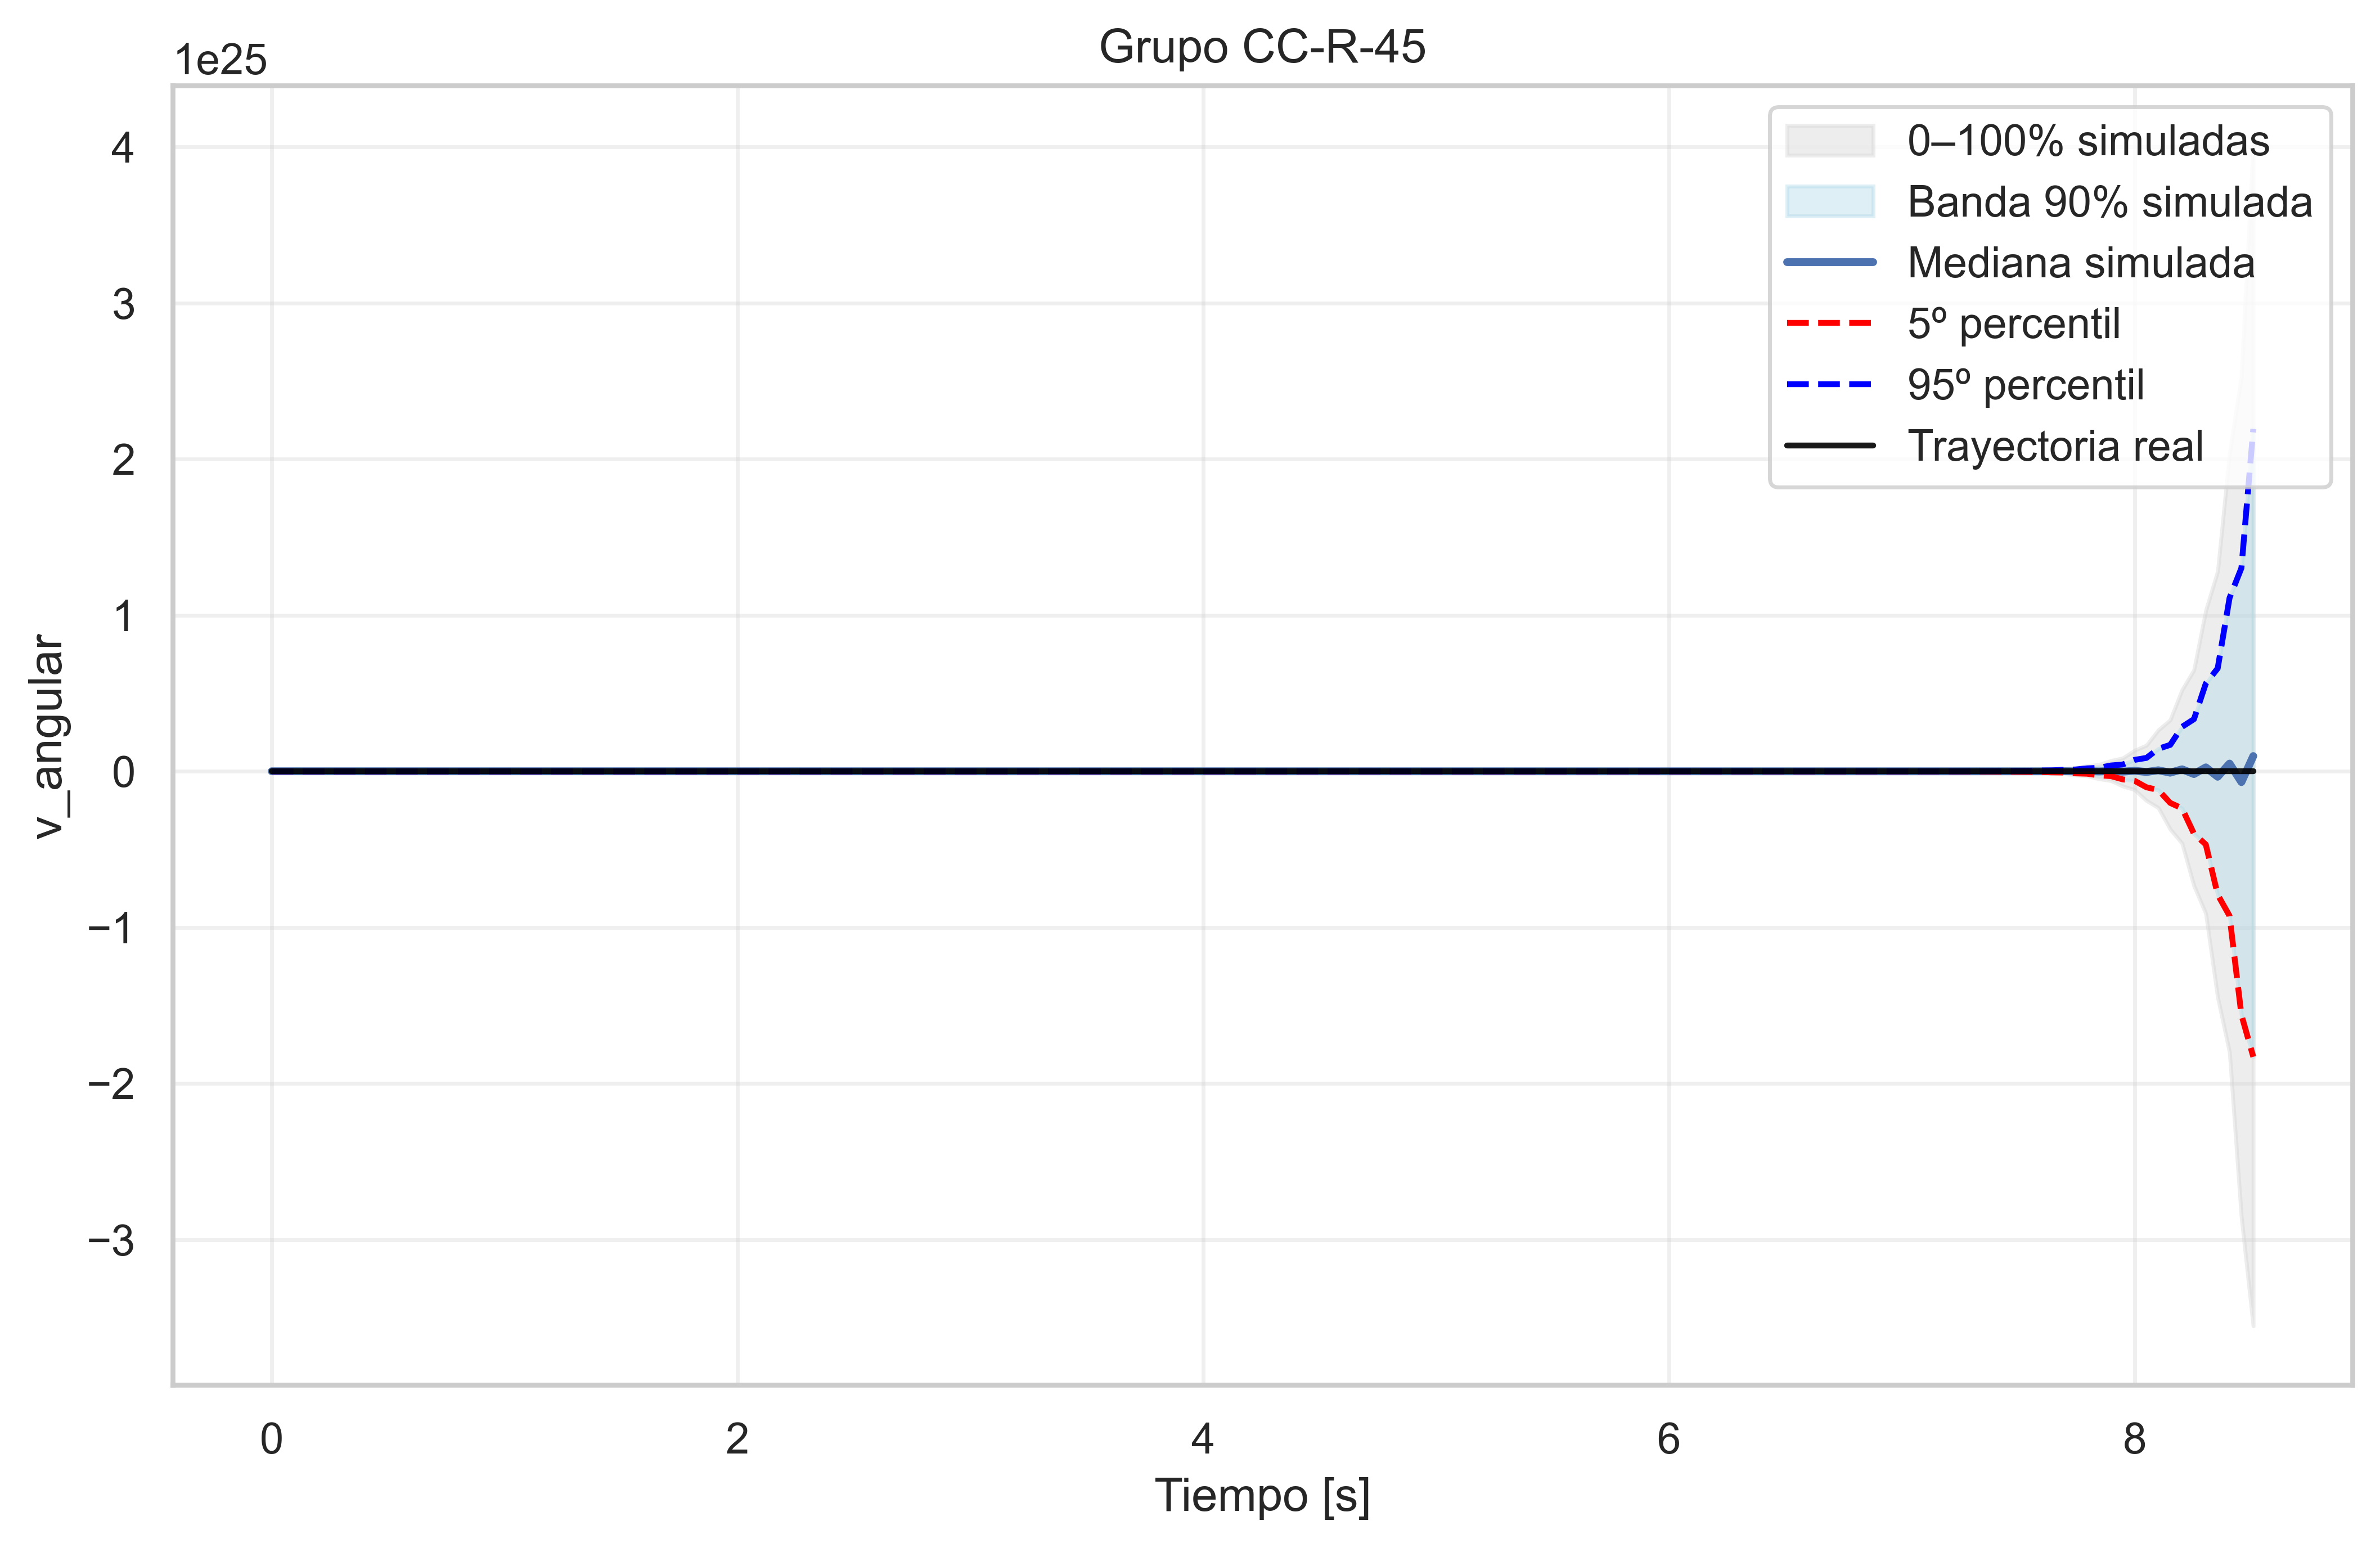 Grupo CC-R-45
1e25
4
3
2
1
0
−1
−2
−3
v_angular
0–100% simuladas
Banda 90% simulada
Mediana simulada
5º percentil
95º percentil
Trayectoria real
0 2 4 6 8
Tiempo [s]